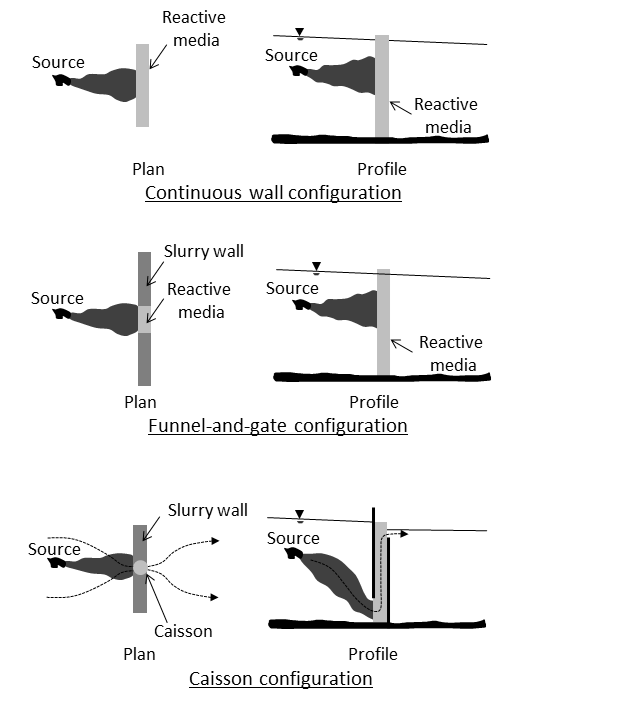 Reactive
media
Source
Source
Reactive
media
Plan
Profile
Continuous wall configuration
Slurry wall
Source
Reactive
media
Source
Reactive
media
Plan
Profile
Funnel-and-gate configuration
Slurry wall
Source
Source
Caisson
Plan
Profile
Caisson configuration